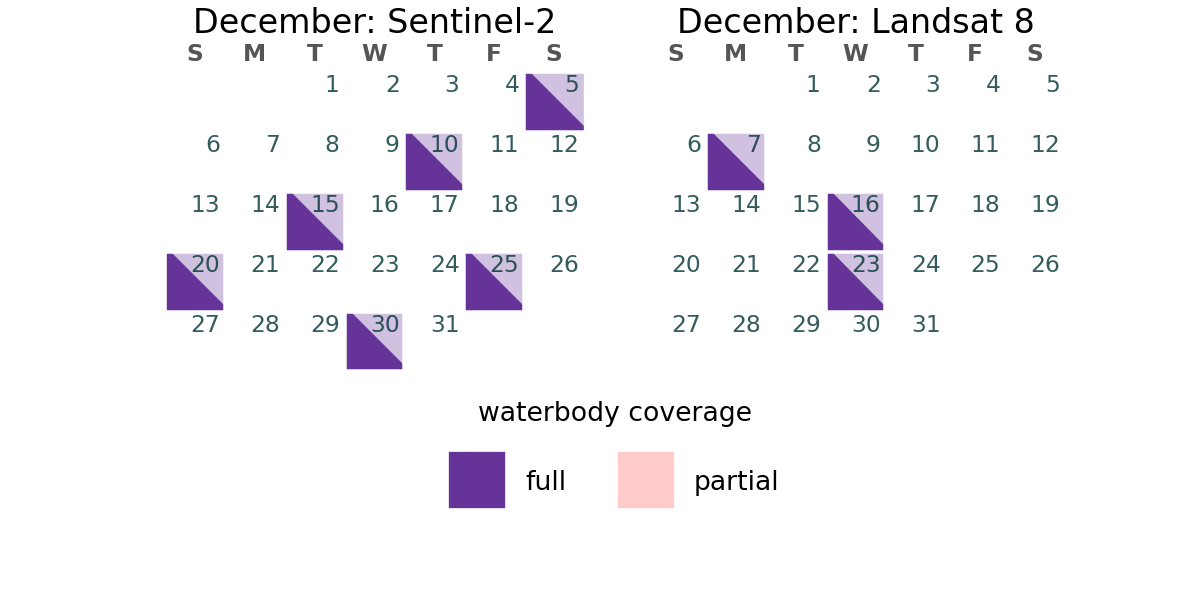 December: Sentinel-2
S M T W T F S
1 2 3 4 5
6 7 8 9 10 11 12
13 14 15 16 17 18 19
20 21 22 23 24 25 26
27 28 29 30 31
December: Landsat 8
S M T W T F S
1 2 3 4 5
6 7 8 9 10 11 12
13 14 15 16 17 18 19
20 21 22 23 24 25 26
27 28 29 30 31
waterbody coverage
full partial